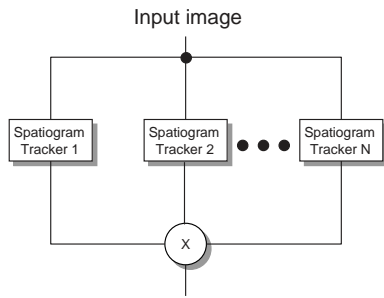 Input image
Spatiogram
Tracker 1
Spatiogram
Tracker 2
Spatiogram
Tracker N
X